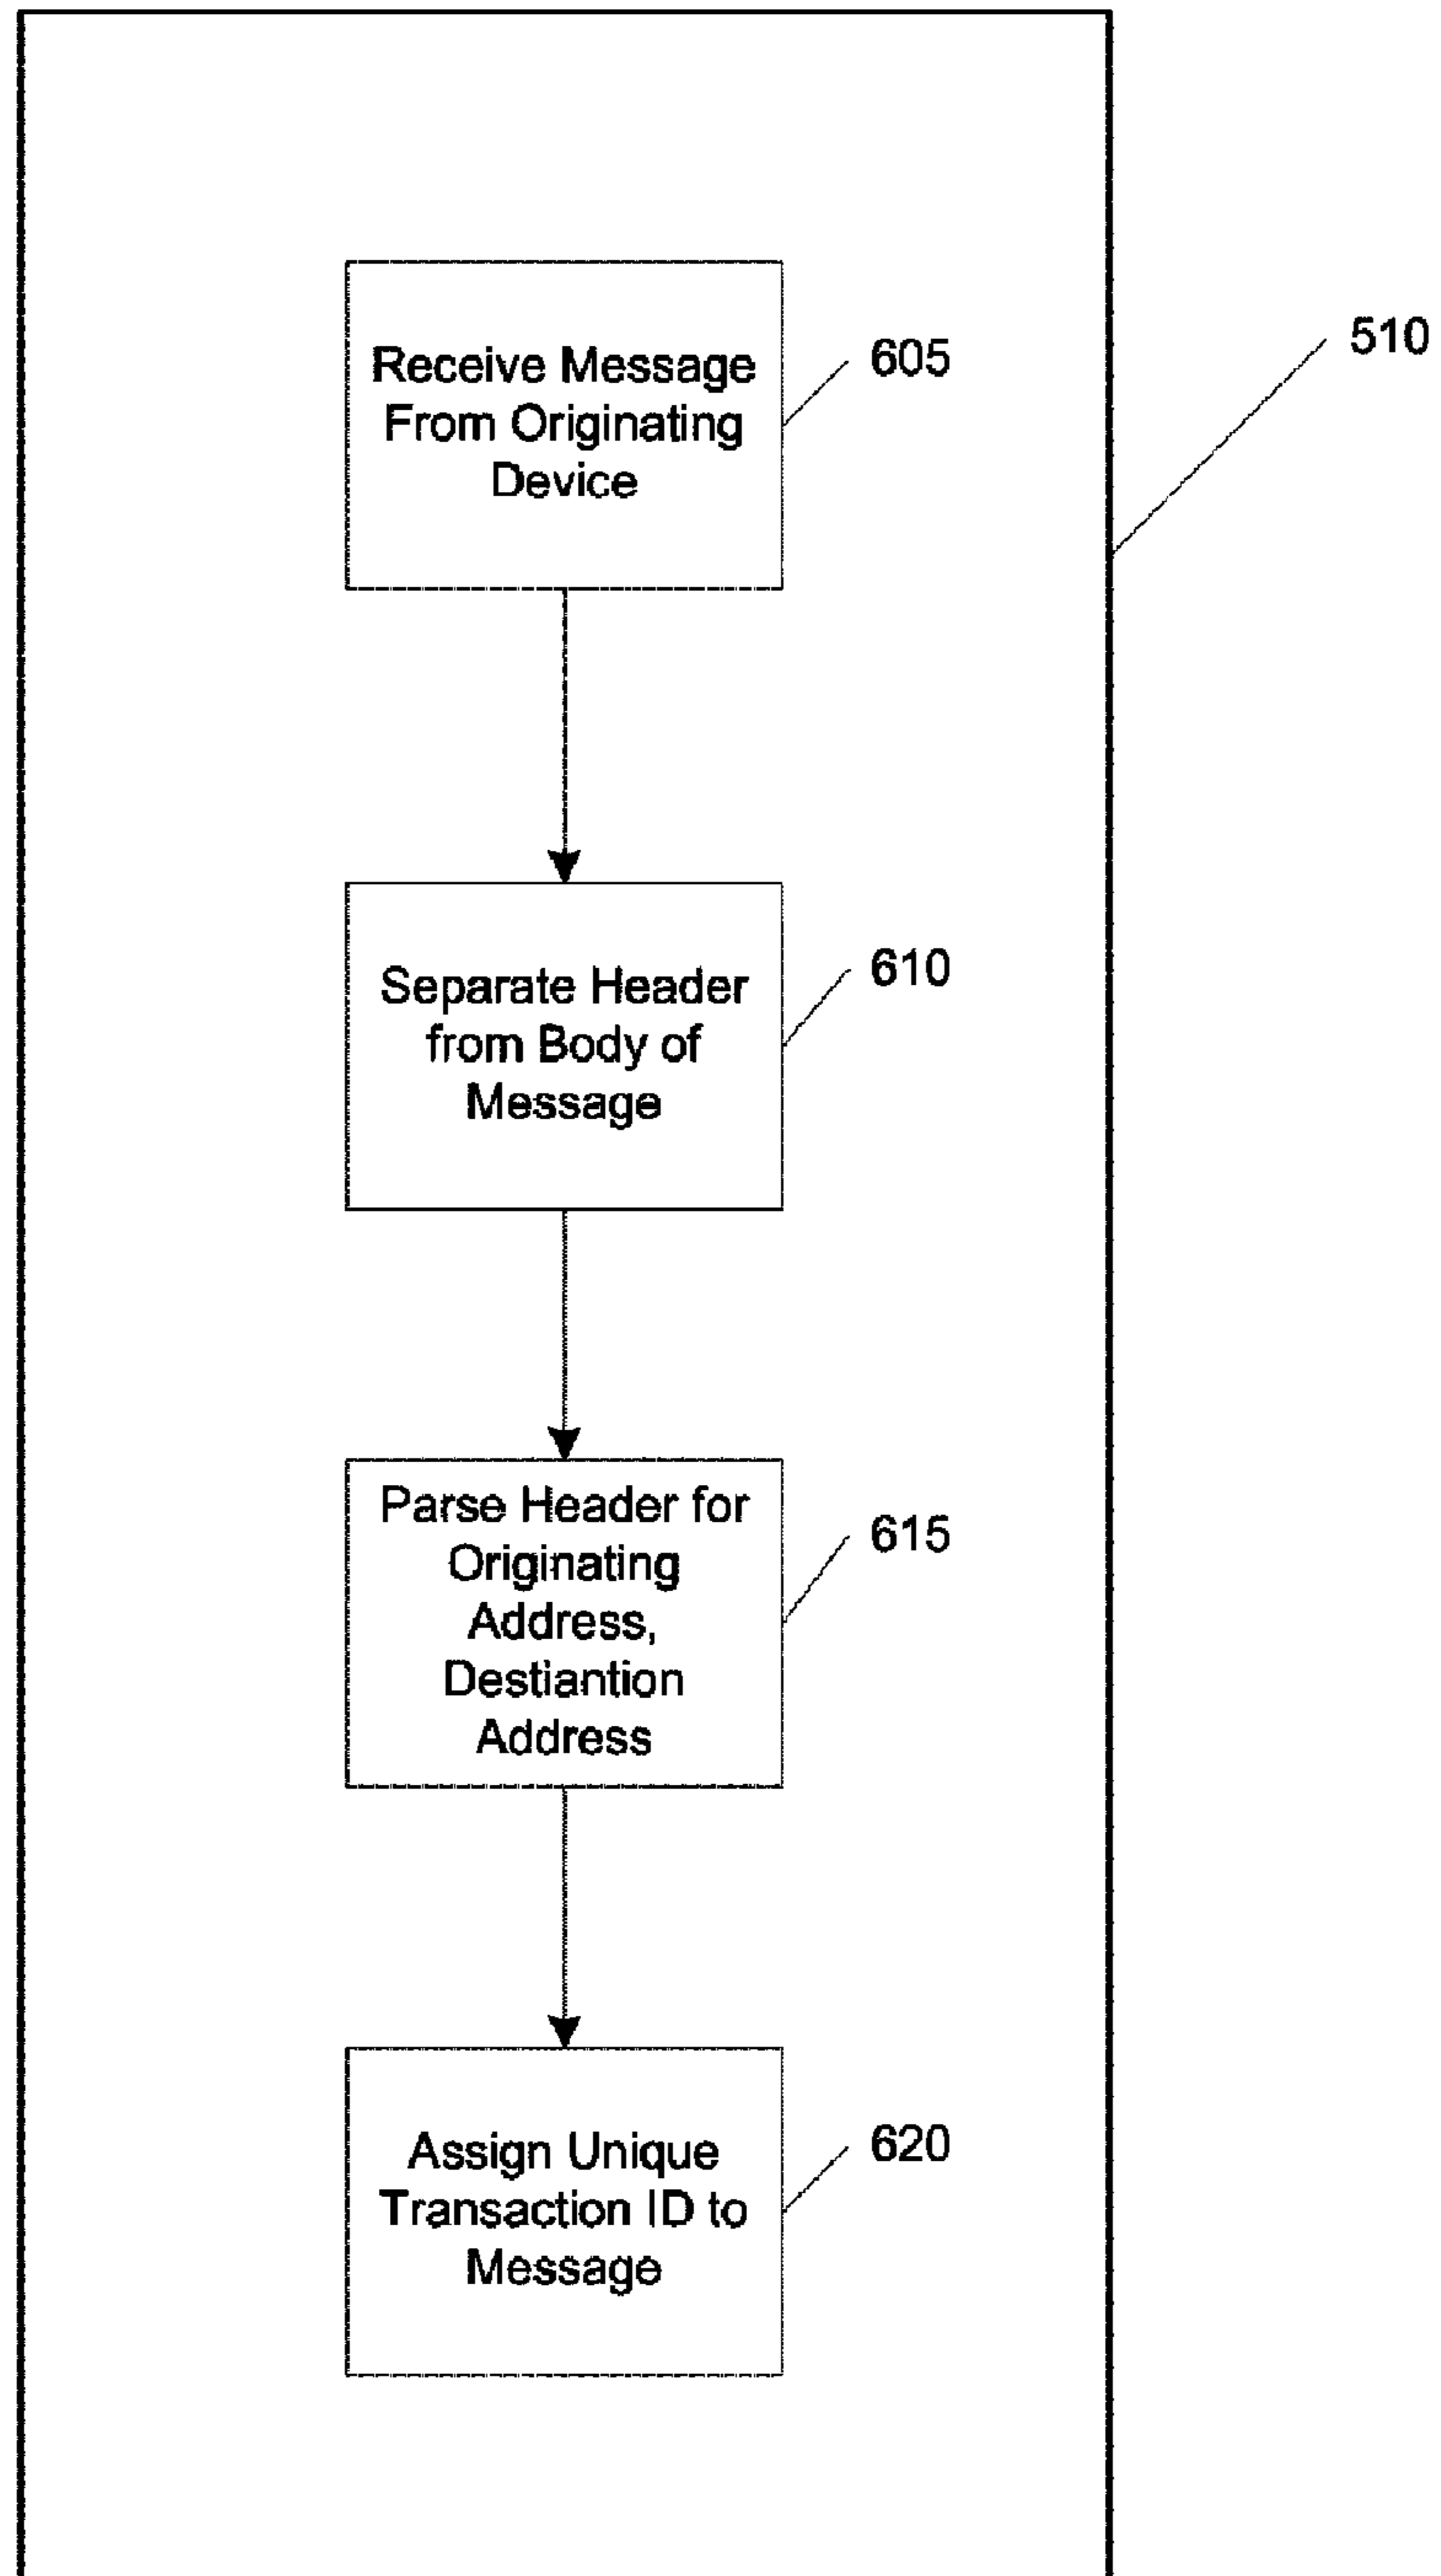 510
Receive Message
From Originating
Device
605
Separate Header
from Body of
Message
610
Parse Header for
Originating
Address,
Destiantion
Address
615
Assign Unique
Transaction ID to
Message
620